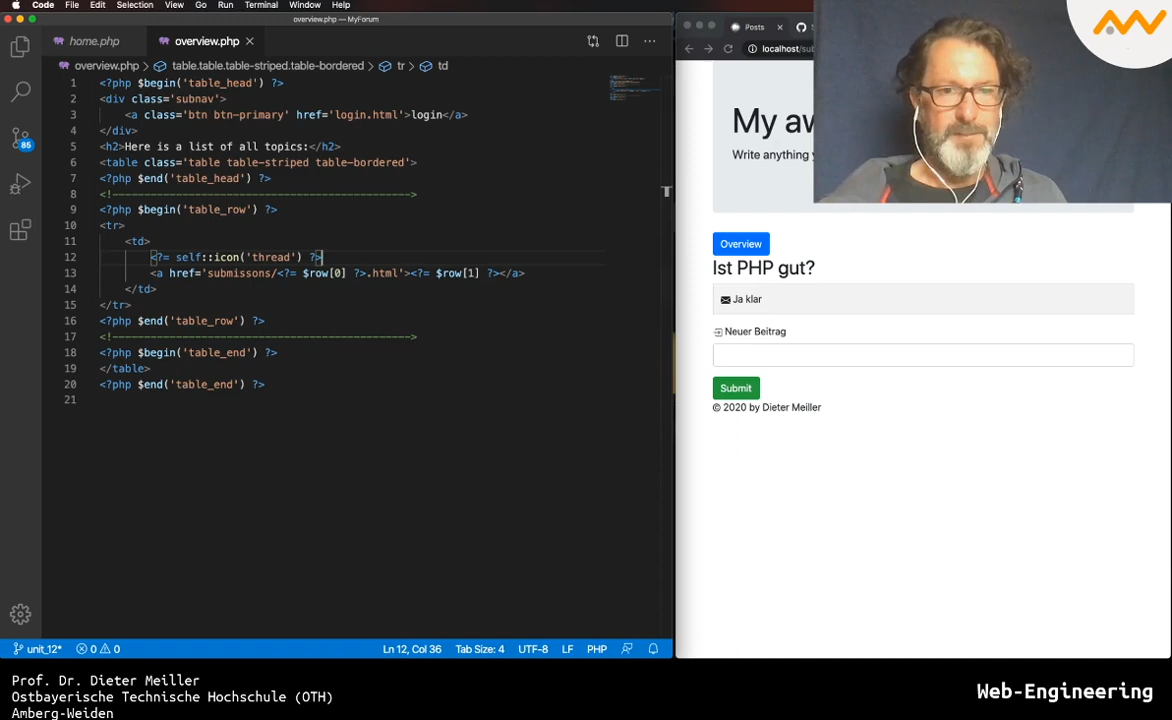 Code File Edit Selection View Go Run Terminal Window Help
overview.php — MyForum
home.php overview.php
overview.php > table.table.table-striped.table-bordered > tr > td
1 <?php $begin('table_head') ?>
2 <div class='subnav'>
3 <a class='btn btn-primary' href='login.html'>login</a>
4 </div>
5 <h2>Here is a list of all topics:</h2>
6 <table class='table table-striped table-bordered'>
7 <?php $end('table_head') ?>
8 <!----------------------------------------------->
9 <?php $begin('table_row') ?>
10 <tr>
11 <td>
12 <?= self::icon('thread') ?>
13 <a href='submissons/<?= $row[0] ?>.html'><?= $row[1] ?></a>
14 </td>
15 </tr>
16 <?php $end('table_row') ?>
17 <!----------------------------------------------->
18 <?php $begin('table_end') ?>
19 </table>
20 <?php $end('table_end') ?>
21
85
unit_12* 0 0 Ln 12, Col 36 Tab Size: 4 UTF-8 LF PHP
Posts
localhost/sub
My aw
Write anything y
Overview
Ist PHP gut?
Ja klar
Neuer Beitrag
Submit
© 2020 by Dieter Meiller
Prof. Dr. Dieter Meiller
Ostbayerische Technische Hochschule (OTH)
Amberg-Weiden
Web-Engineering